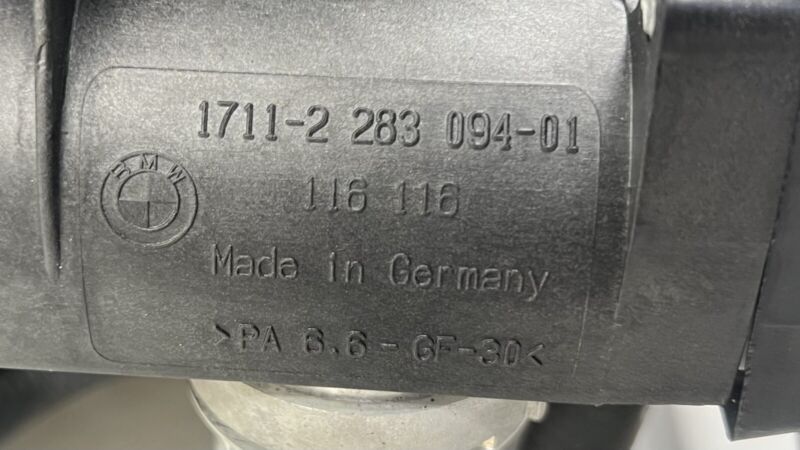 1711-2 283 094-01
BMW
116 116
Made in Germany
>PA 6.6-GF-30<